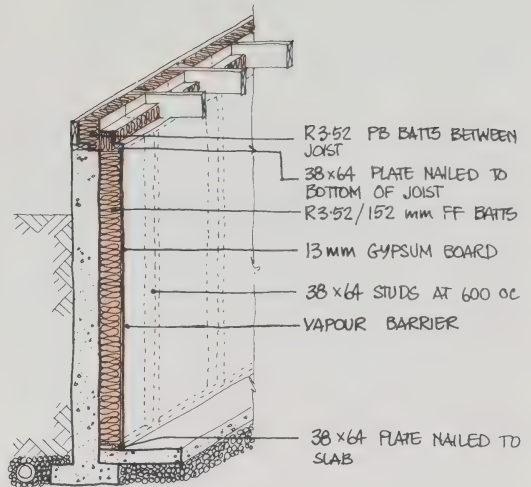 R3.52 PB BATTS BETWEEN
JOIST
38×64 PLATE NAILED TO
BOTTOM OF JOIST
R3.52/152 mm FF BATTS
13 mm GYPSUM BOARD
38×64 STUDS AT 600 OC
VAPOUR BARRIER
38×64 PLATE NAILED TO
SLAB